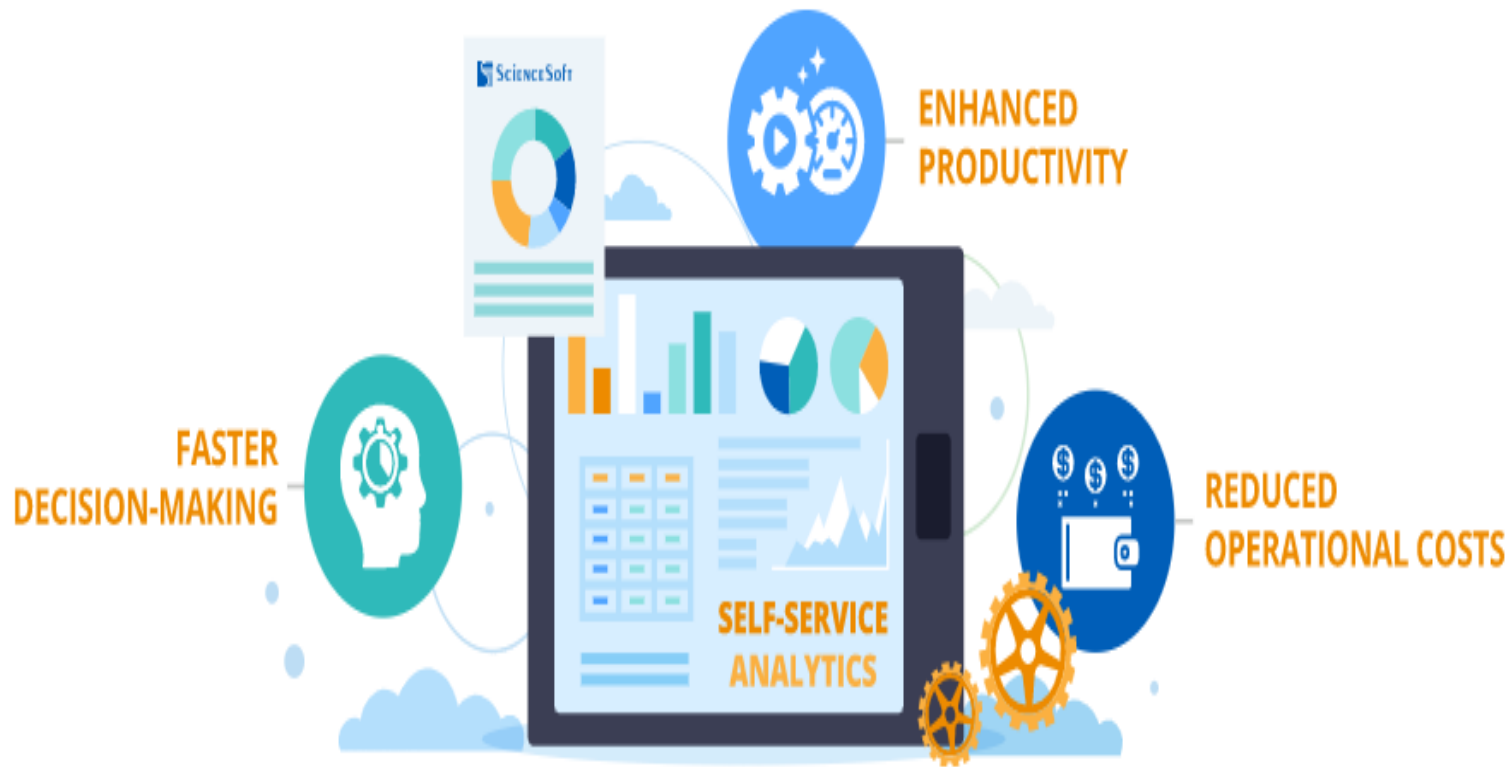 ScienceSoft
ENHANCED
PRODUCTIVITY
FASTER
DECISION-MAKING
REDUCED
OPERATIONAL COSTS
SELF-SERVICE
ANALYTICS